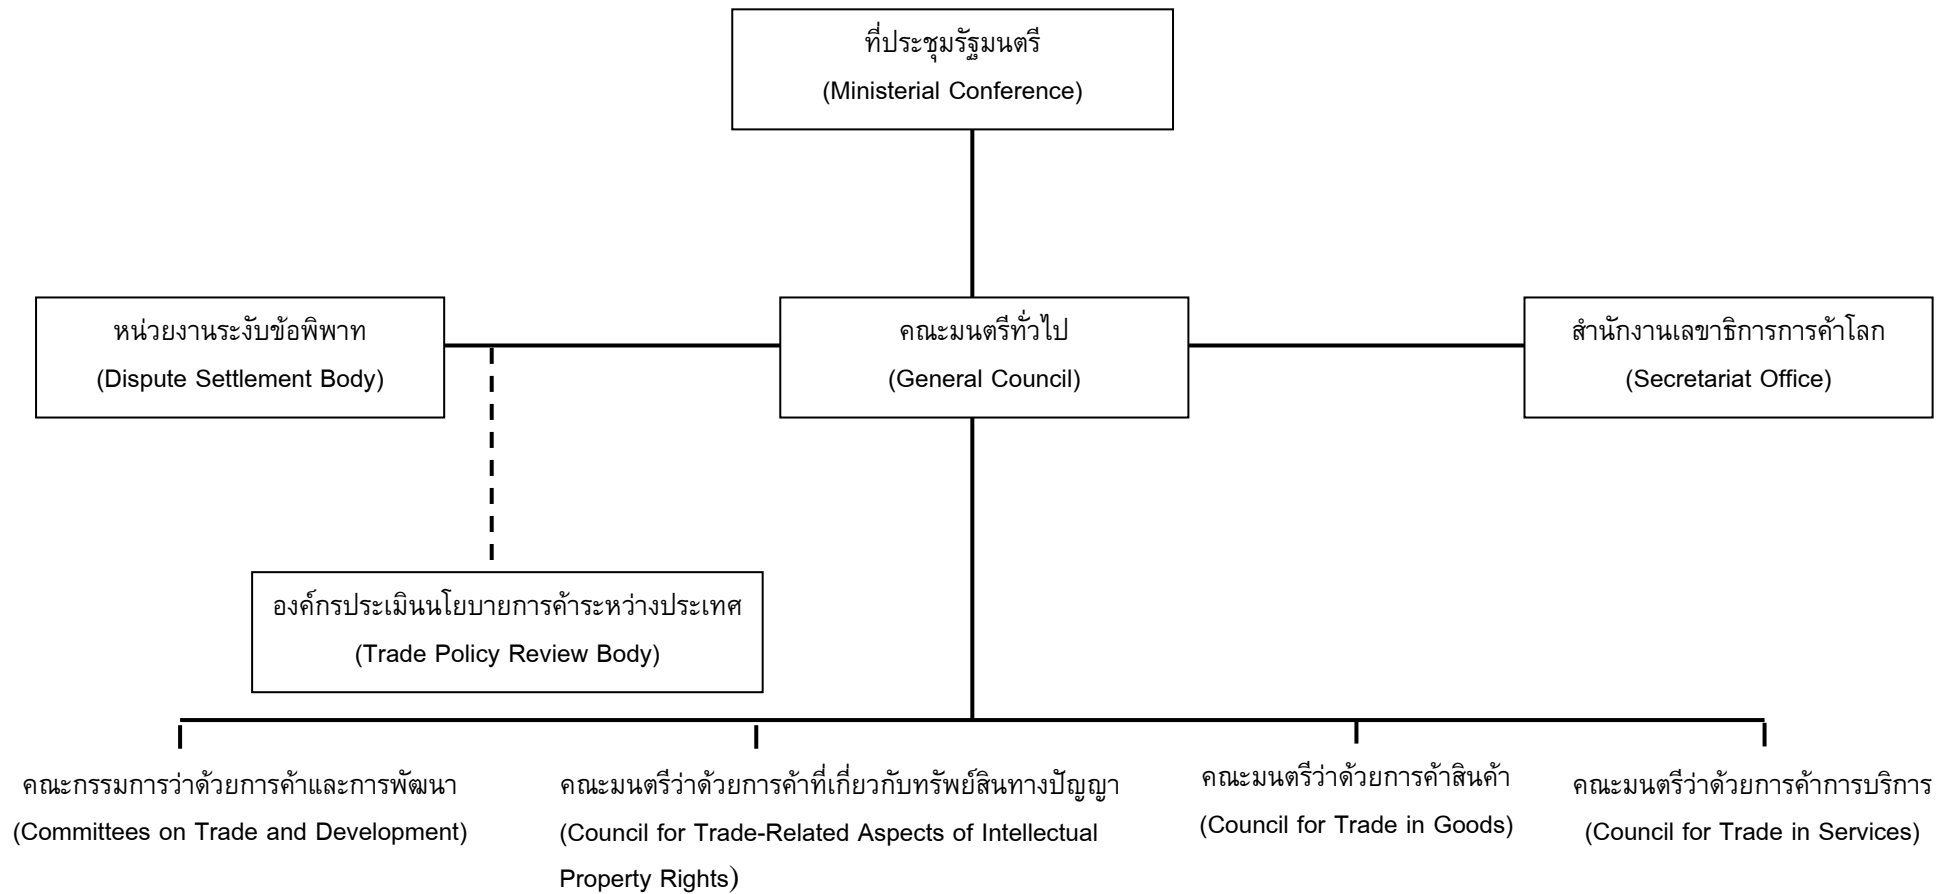 ที่ประชุมรัฐมนตรี
(Ministerial Conference)
หน่วยงานระงับข้อพิพาท
(Dispute Settlement Body)
คณะมนตรีทั่วไป
(General Council)
สำนักงานเลขาธิการการค้าโลก
(Secretariat Office)
องค์กรประเมินนโยบายการค้าระหว่างประเทศ
(Trade Policy Review Body)
คณะกรรมการว่าด้วยการค้าและการพัฒนา
(Committees on Trade and Development)
คณะมนตรีว่าด้วยการค้าที่เกี่ยวกับทรัพย์สินทางปัญญา
(Council for Trade-Related Aspects of Intellectual
Property Rights)
คณะมนตรีว่าด้วยการค้าสินค้า
(Council for Trade in Goods)
คณะมนตรีว่าด้วยการค้าการบริการ
(Council for Trade in Services)